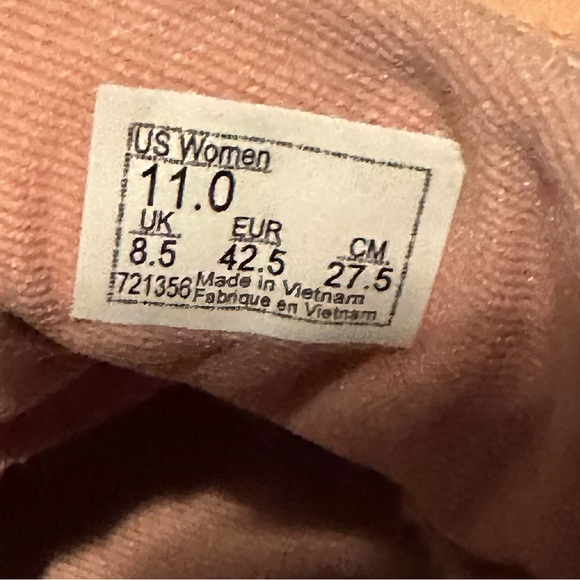 US Women
11.0
UK EUR CM
8.5 42.5 27.5
721356 Made in Vietnam
Fabrique en Vietnam